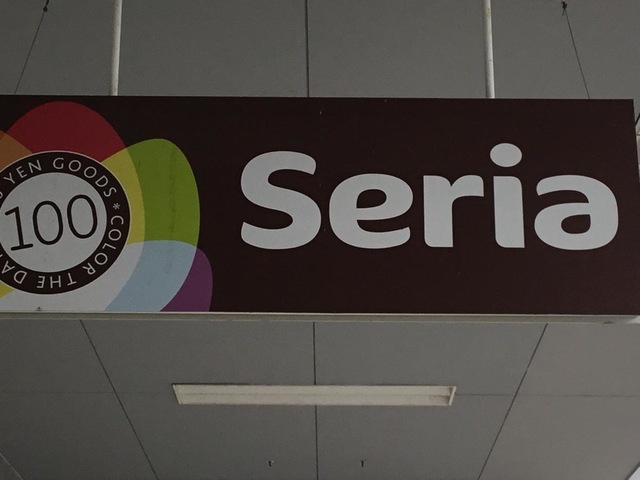 YEN GOODS * COLOR THE
100
Seria